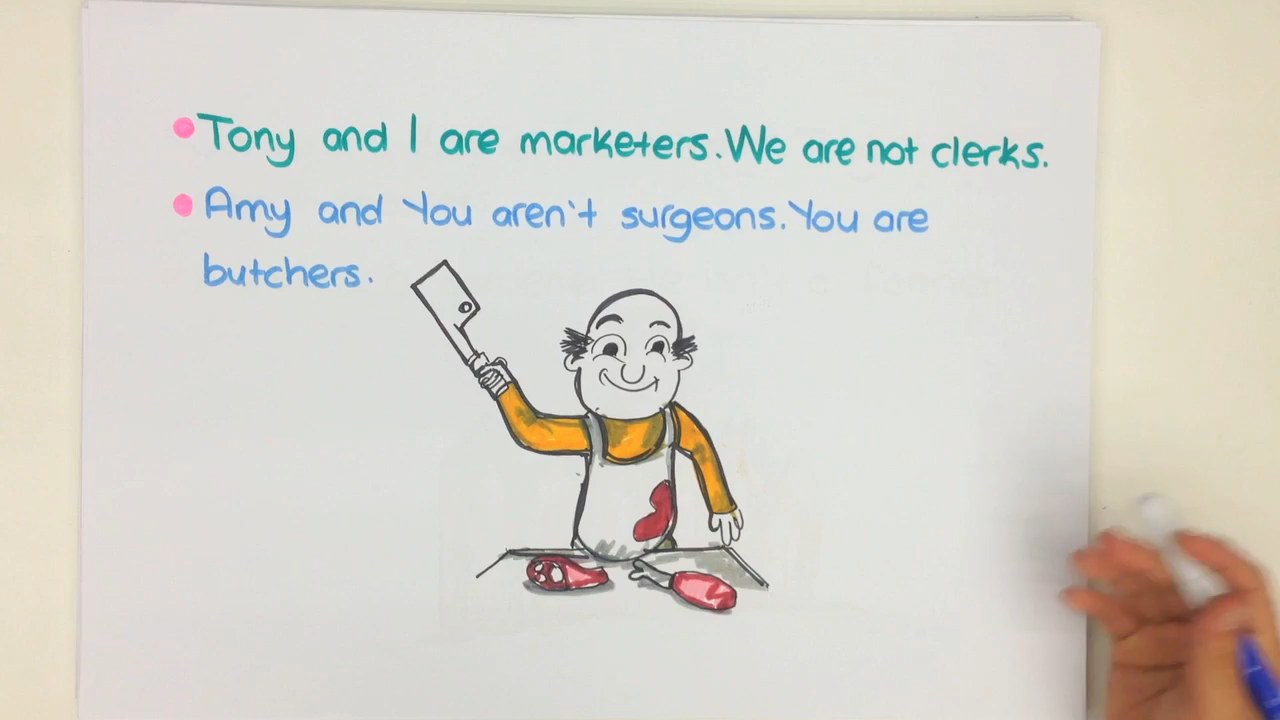 Tony and I are marketers. We are not clerks.
Amy and You aren't surgeons. You are
butchers.